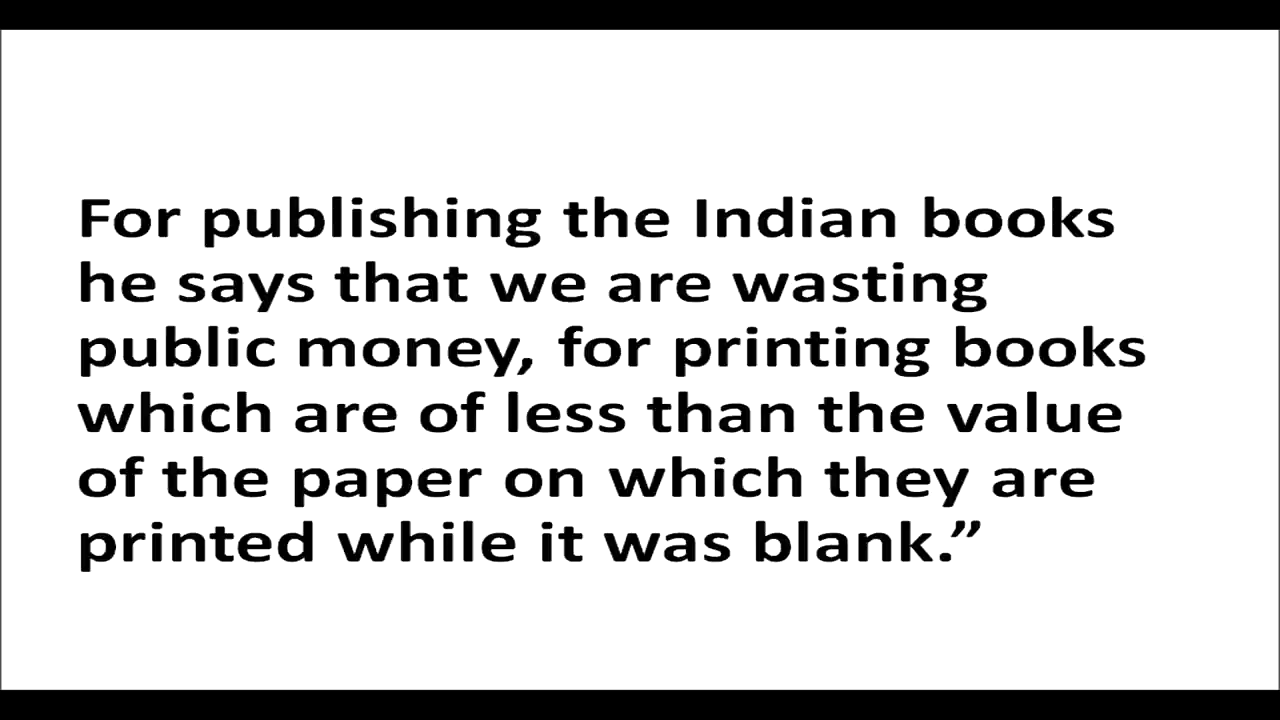 For publishing the Indian books
he says that we are wasting
public money, for printing books
which are of less than the value
of the paper on which they are
printed while it was blank.”